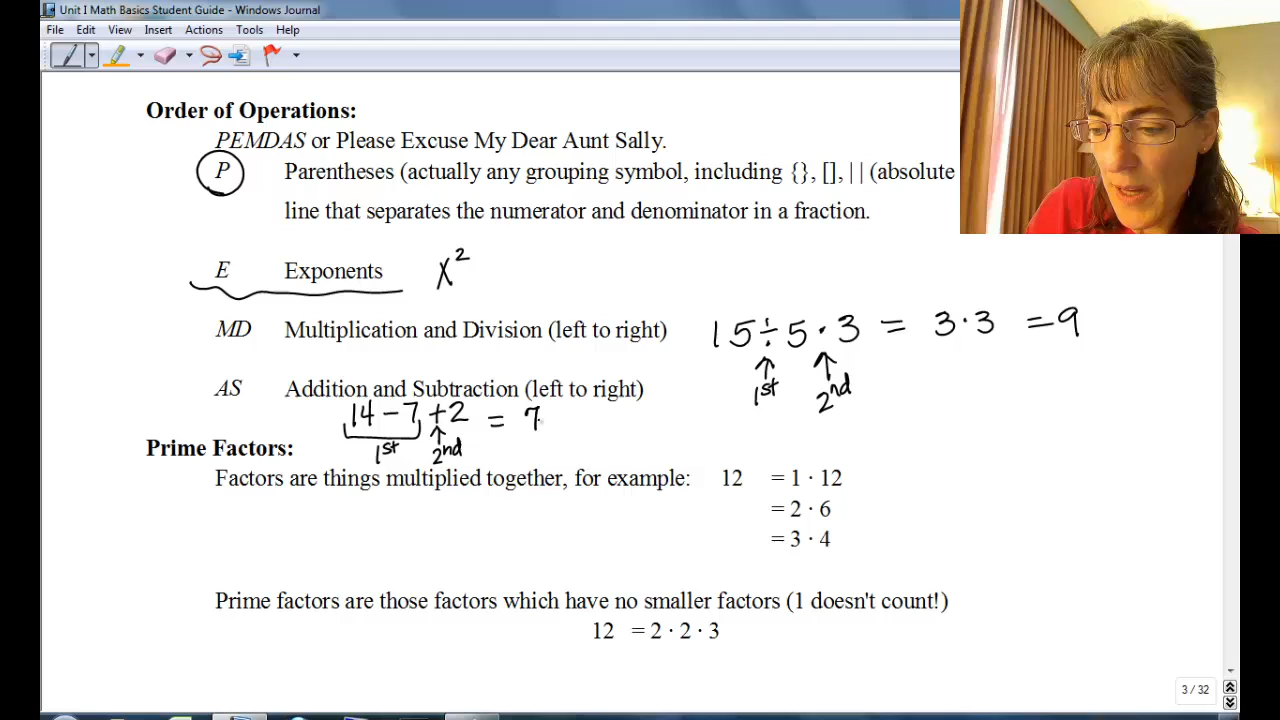 Unit I Math Basics Student Guide - Windows Journal
File Edit View Insert Actions Tools Help
Order of Operations:
PEMDAS or Please Excuse My Dear Aunt Sally.
P Parentheses (actually any grouping symbol, including {}, [], | | (absolute
line that separates the numerator and denominator in a fraction.
E Exponents x²
MD Multiplication and Division (left to right) 15÷5·3 = 3·3 =9
1st 2nd
AS Addition and Subtraction (left to right)
14-7+2 = 7
1st 2nd
Prime Factors:
Factors are things multiplied together, for example: 12 = 1 · 12
= 2 · 6
= 3 · 4
Prime factors are those factors which have no smaller factors (1 doesn't count!)
12 = 2 · 2 · 3
3 / 32